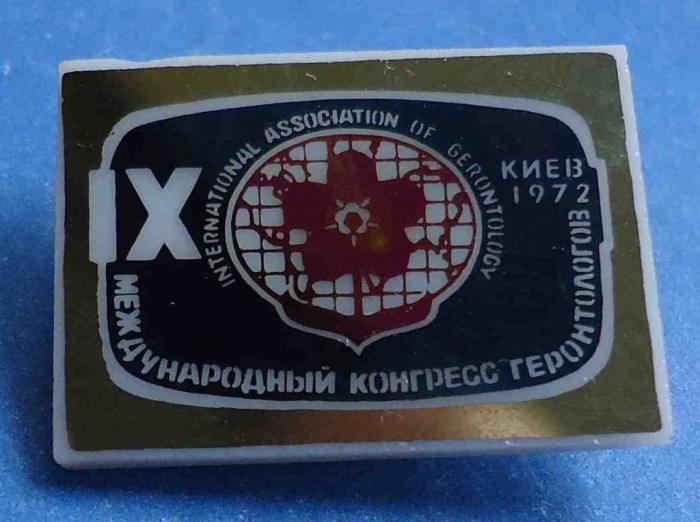 IX
INTERNATIONAL ASSOCIATION OF GERONTOLOGY
КИЕВ
1972
МЕЖДУНАРОДНЫЙ КОНГРЕСС ГЕРОНТОЛОГОВ